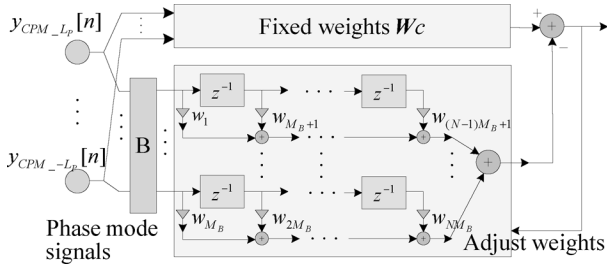 y_{CPM_L_P}[n]
Fixed weights Wc
+
+
−
z⁻¹ . . . z⁻¹
w_1 w_{M_B+1} w_{(N-1)M_B+1}
+ . . . +
B
+
y_{CPM_-L_P}[n]
z⁻¹ . . . z⁻¹
w_{M_B} w_{2M_B} w_{NM_B}
+ . . . +
Phase mode
signals
Adjust weights